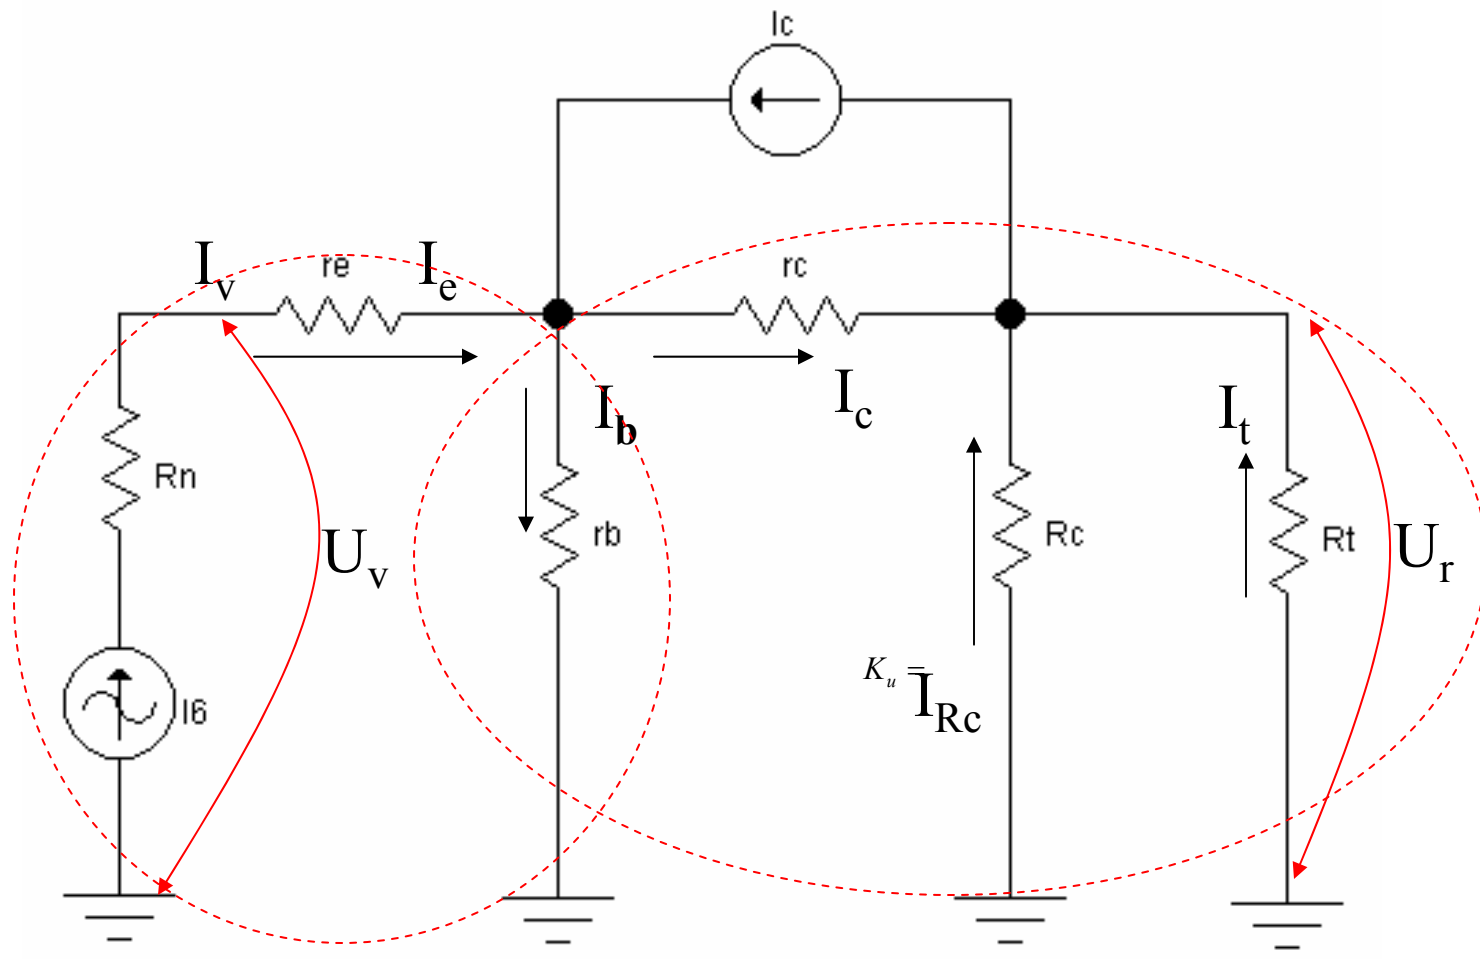 Ic
Iv
re
Ie
rc
Ib
Ic
It
Rn
rb
Rc
Rt
Uv
Ur
Ku =
IRc
I6